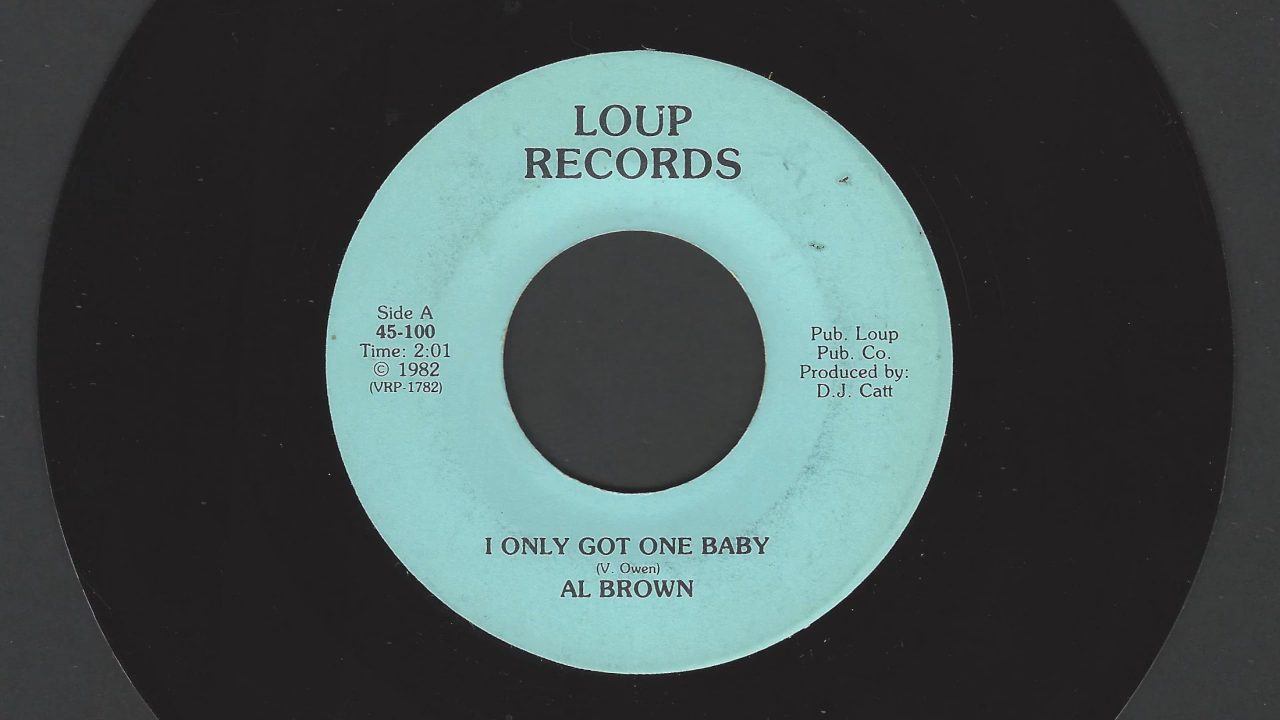 LOUP
RECORDS
Side A
45-100
Time: 2:01
© 1982
(VRP-1782)
Pub. Loup
Pub. Co.
Produced by:
D.J. Catt
I ONLY GOT ONE BABY
(V. Owen)
AL BROWN